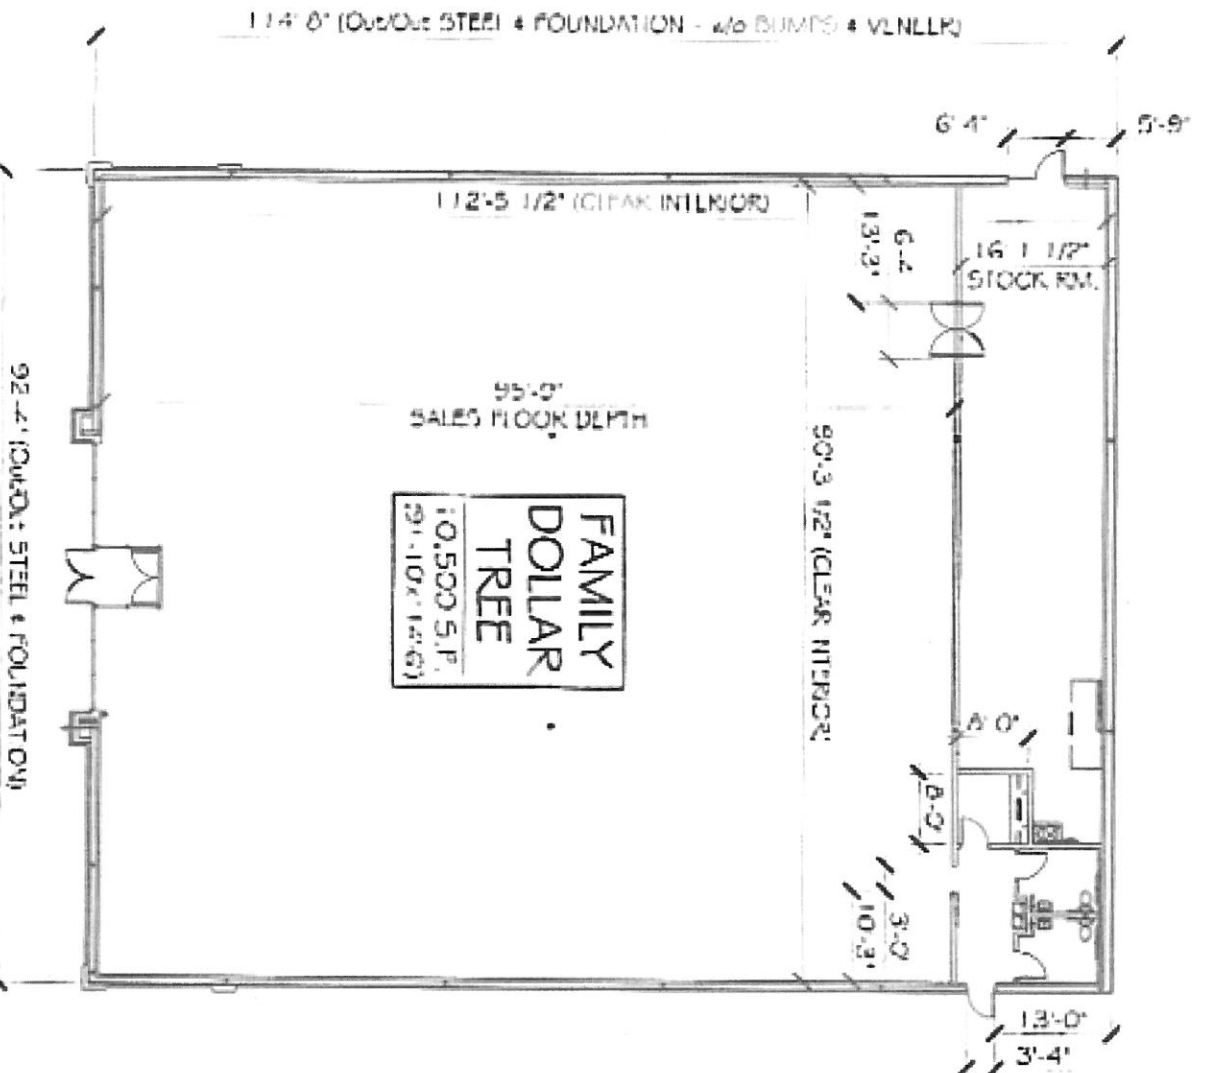 114'-8" (Out/Out STEEL & FOUNDATION - w/o BUMPS & VENEER)
6'-4"
5'-9"
112'-5 1/2" (CLEAR INTERIOR)
13'-3"
6'-4
16'-1 1/2"
STOCK RM.
SALES FLOOR DEPTH
92'-4" (Out/Out STEEL & FOUNDATION)
90'-3 1/2" (CLEAR INTERIOR)
FAMILY
DOLLAR
TREE
10,500 S.F.
8'-0"
8'-0"
3'-0"
10'-3"
13'-0"
3'-4"